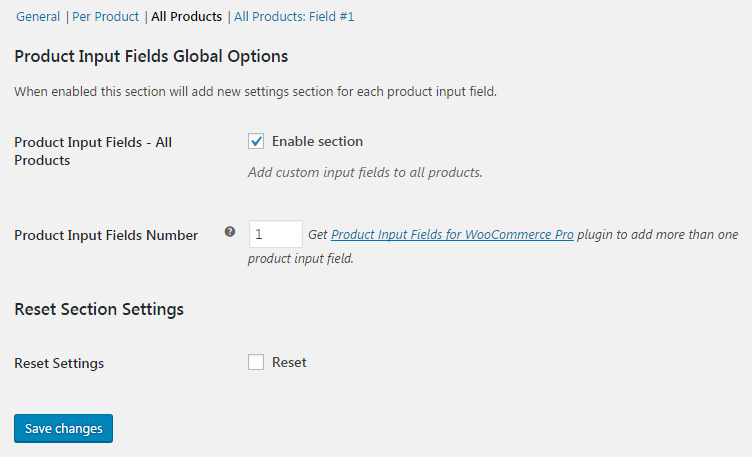 General | Per Product | All Products | All Products: Field #1
Product Input Fields Global Options
When enabled this section will add new settings section for each product input field.
Product Input Fields - All
Products
Enable section
Add custom input fields to all products.
Product Input Fields Number
? 1 Get Product Input Fields for WooCommerce Pro plugin to add more than one
product input field.
Reset Section Settings
Reset Settings
Reset
Save changes